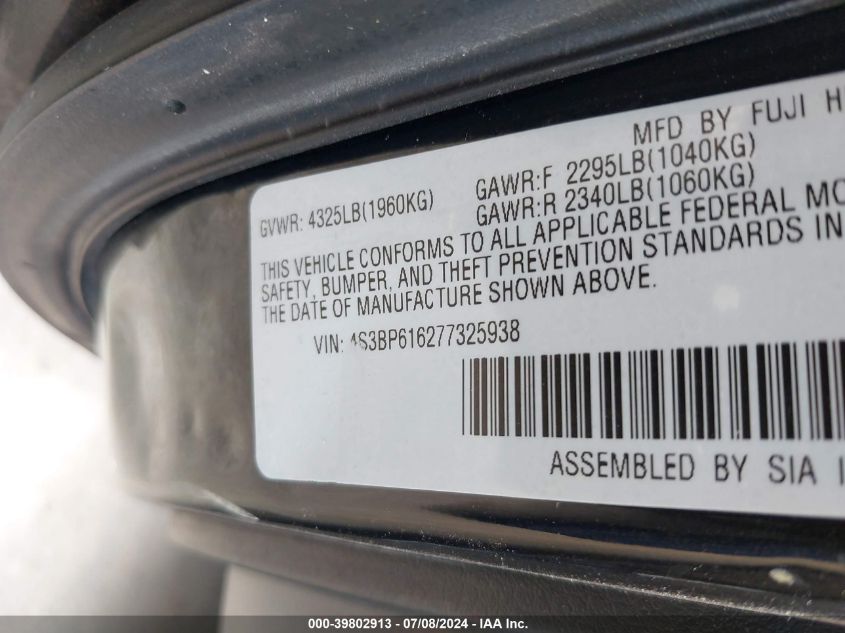 MFD BY FUJI H
GVWR: 4325LB(1960KG) GAWR:F 2295LB(1040KG)
GAWR:R 2340LB(1060KG)
THIS VEHICLE CONFORMS TO ALL APPLICABLE FEDERAL MO
SAFETY, BUMPER, AND THEFT PREVENTION STANDARDS IN
THE DATE OF MANUFACTURE SHOWN ABOVE.
VIN: 4S3BP616277325938
ASSEMBLED BY SIA I
000-39802913 - 07/08/2024 - IAA Inc.